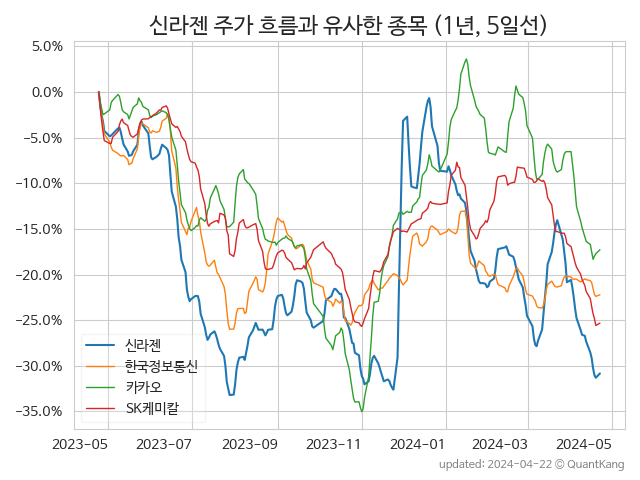 신라젠 주가 흐름과 유사한 종목 (1년, 5일선)
5.0%
0.0%
−5.0%
−10.0%
−15.0%
−20.0%
−25.0%
−30.0%
−35.0%
신라젠
한국정보통신
카카오
SK케미칼
2023-05 2023-07 2023-09 2023-11 2024-01 2024-03 2024-05
updated: 2024-04-22 © QuantKang